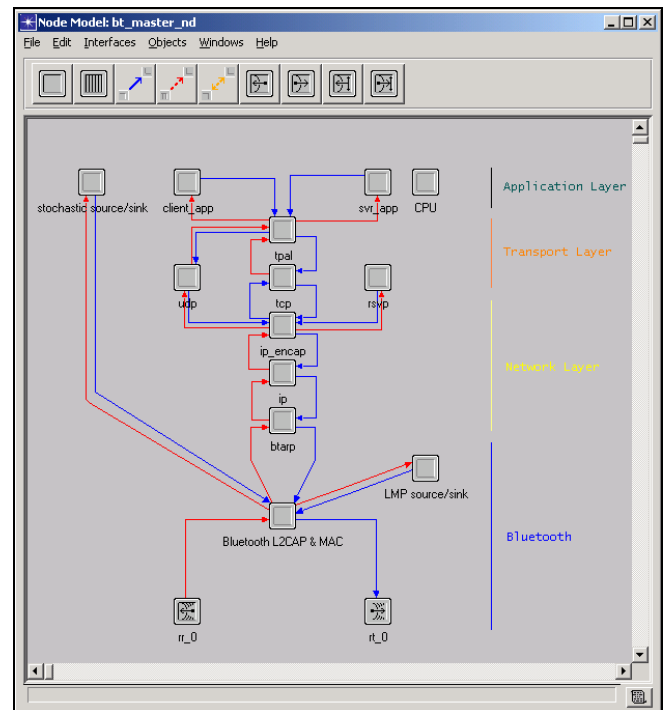 Node Model: bt_master_nd
File Edit Interfaces Objects Windows Help
stochastic source/sink
client_app
svr_app
CPU
Application Layer
tpal
Transport Layer
udp
tcp
rsvp
ip_encap
Network Layer
ip
btarp
LMP source/sink
Bluetooth L2CAP & MAC
Bluetooth
rr_0
rt_0